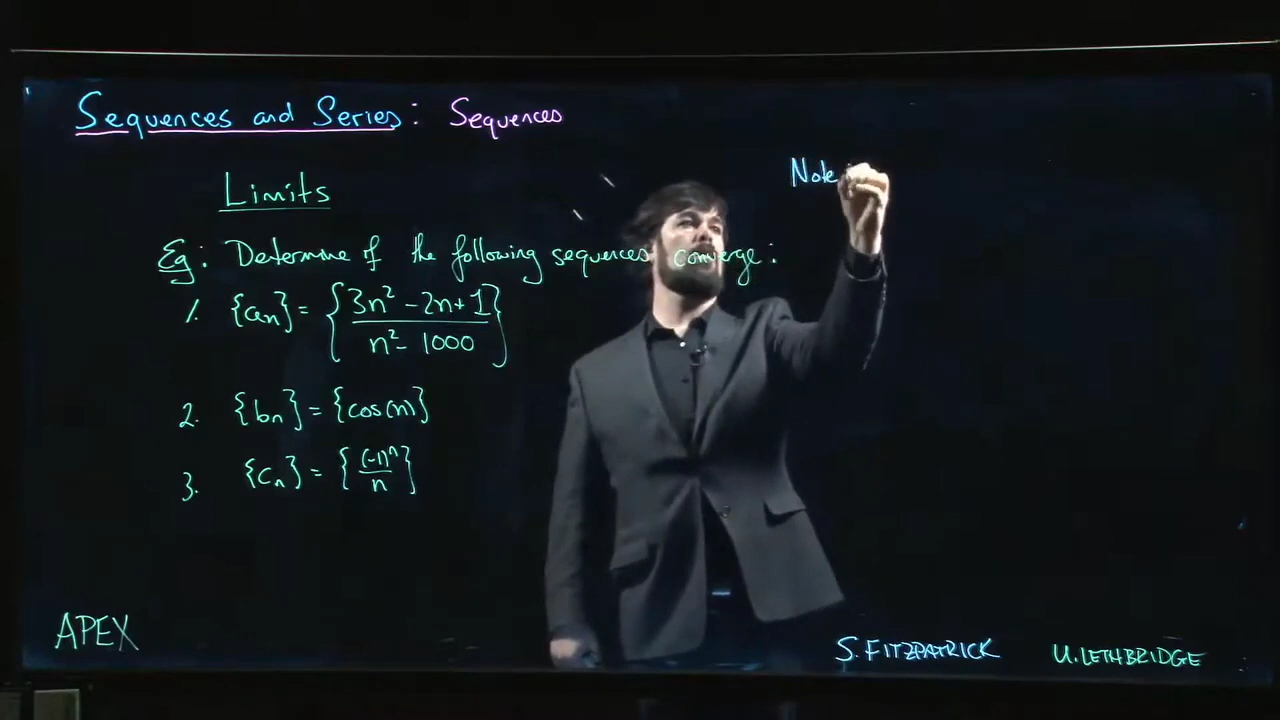 Sequences and Series: Sequences
Note
Limits
Eg: Determine if the following sequences converge:
1. {an} = {3n² - 2n + 1 / n² - 1000}
2. {bn} = {cos(n)}
3. {cn} = {(-1)ⁿ / n}
APEX
S. FITZPATRICK
U. LETHBRIDGE